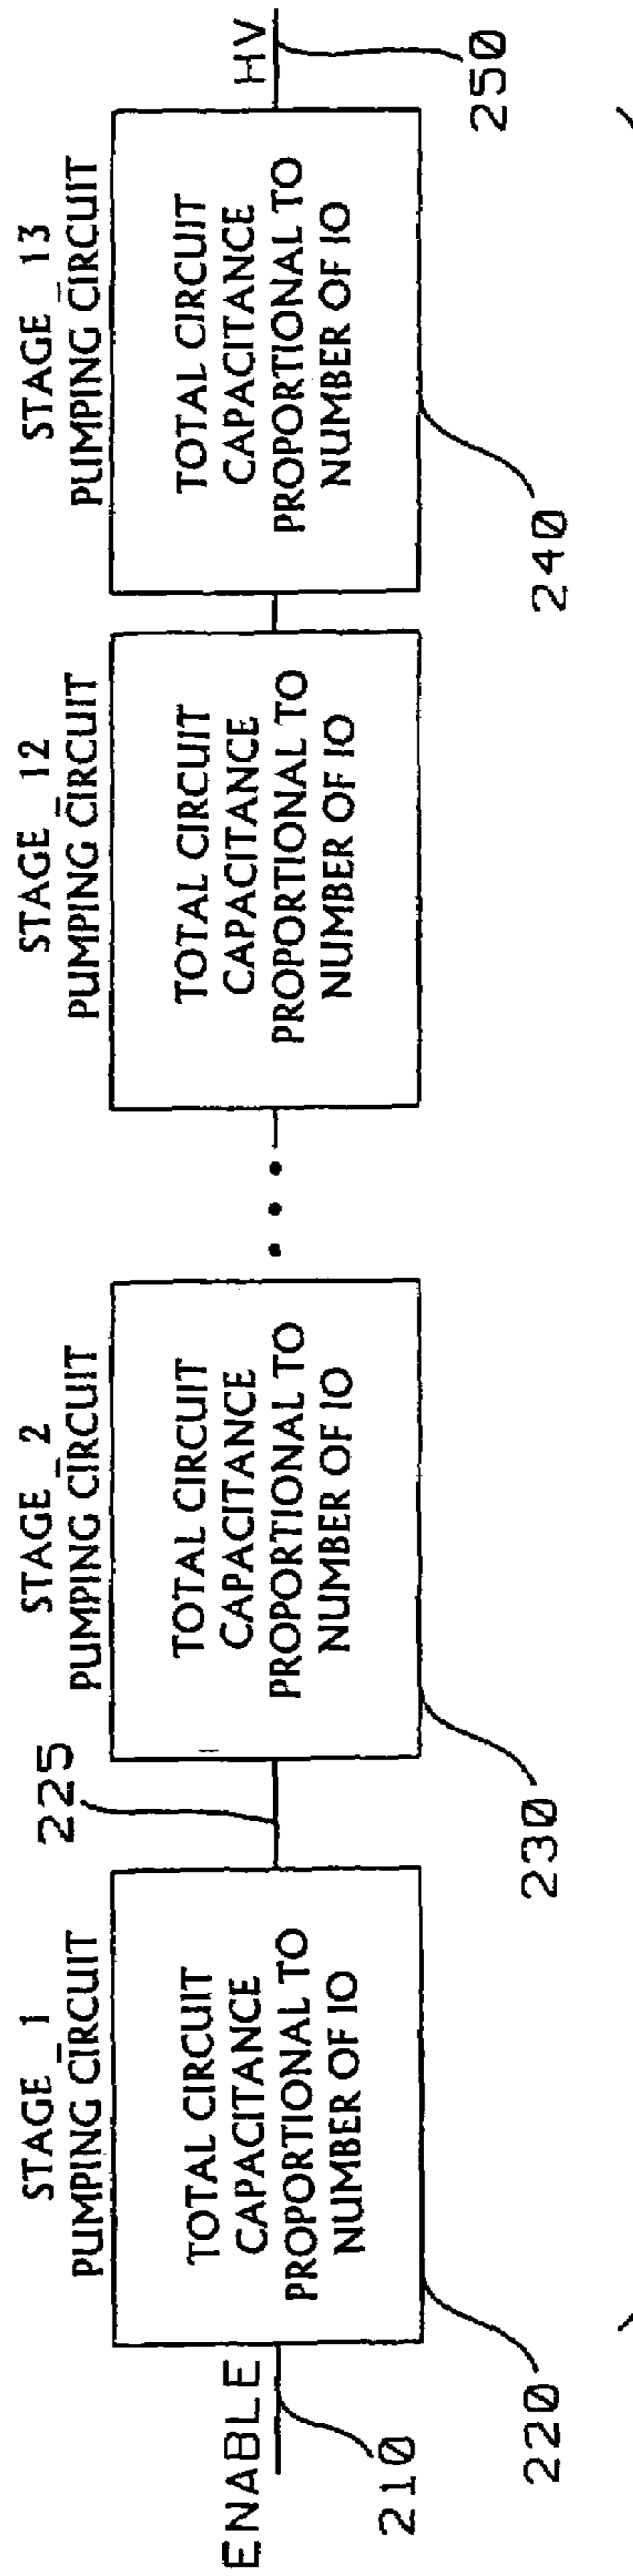 ENABLE
210
STAGE_1
PUMPING CIRCUIT
TOTAL CIRCUIT
CAPACITANCE
PROPORTIONAL TO
NUMBER OF IO
220
225
STAGE_2
PUMPING CIRCUIT
TOTAL CIRCUIT
CAPACITANCE
PROPORTIONAL TO
NUMBER OF IO
230
STAGE_12
PUMPING CIRCUIT
TOTAL CIRCUIT
CAPACITANCE
PROPORTIONAL TO
NUMBER OF IO
STAGE_13
PUMPING CIRCUIT
TOTAL CIRCUIT
CAPACITANCE
PROPORTIONAL TO
NUMBER OF IO
240
HV
250